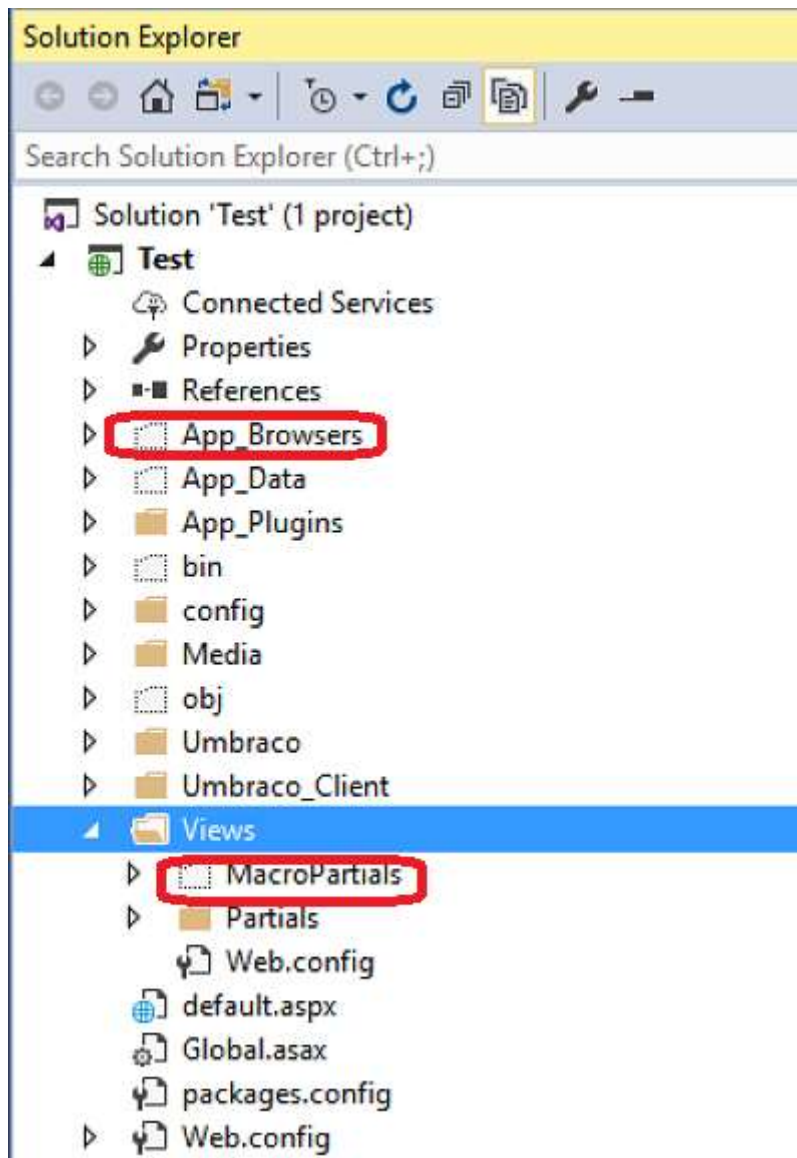 Solution Explorer
Search Solution Explorer (Ctrl+;)
Solution 'Test' (1 project)
Test
Connected Services
Properties
References
App_Browsers
App_Data
App_Plugins
bin
config
Media
obj
Umbraco
Umbraco_Client
Views
MacroPartials
Partials
Web.config
default.aspx
Global.asax
packages.config
Web.config